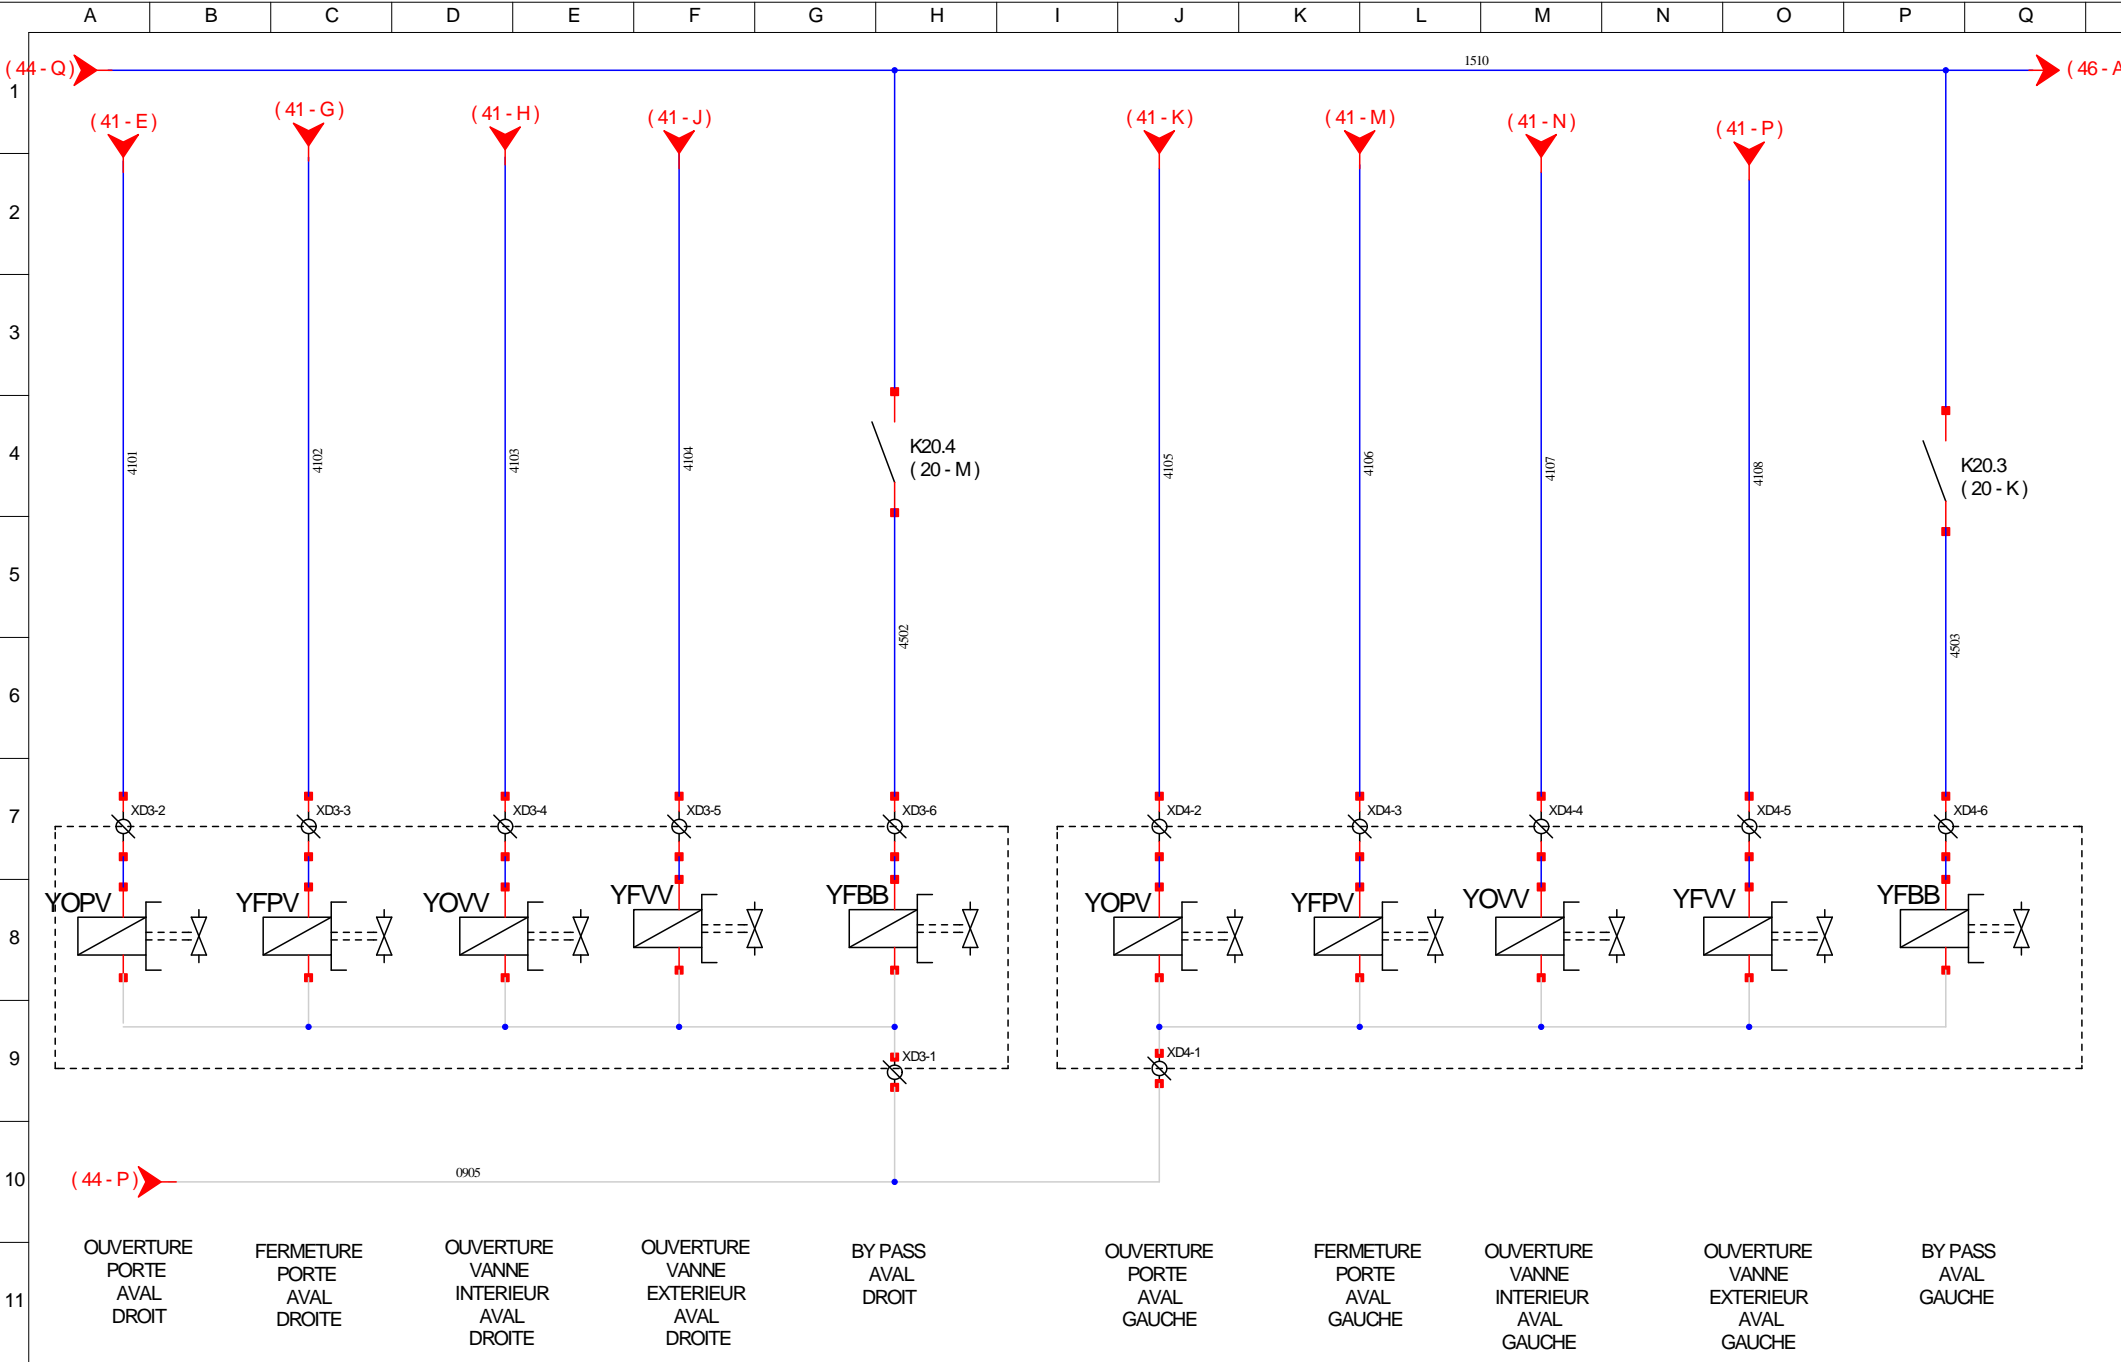 A B C D E F G H I J K L M N O P Q
( 44 - Q ) 1510 ( 46 - A
1
( 41 - E ) ( 41 - G ) ( 41 - H ) ( 41 - J ) ( 41 - K ) ( 41 - M ) ( 41 - N ) ( 41 - P )
2
3
4
4101 4102 4103 4104 4105 4106 4107 4108
K20.4
( 20 - M )
K20.3
( 20 - K )
5
4502 4503
6
7
XD3-2 XD3-3 XD3-4 XD3-5 XD3-6 XD4-2 XD4-3 XD4-4 XD4-5 XD4-6
YOPV YFPV YOVV YFVV YFBB YOPV YFPV YOVV YFVV YFBB
8
9
XD3-1 XD4-1
10
( 44 - P ) 0905
11
OUVERTURE
PORTE
AVAL
DROIT
FERMETURE
PORTE
AVAL
DROITE
OUVERTURE
VANNE
INTERIEUR
AVAL
DROITE
OUVERTURE
VANNE
EXTERIEUR
AVAL
DROITE
BY PASS
AVAL
DROIT
OUVERTURE
PORTE
AVAL
GAUCHE
FERMETURE
PORTE
AVAL
GAUCHE
OUVERTURE
VANNE
INTERIEUR
AVAL
GAUCHE
OUVERTURE
VANNE
EXTERIEUR
AVAL
GAUCHE
BY PASS
AVAL
GAUCHE